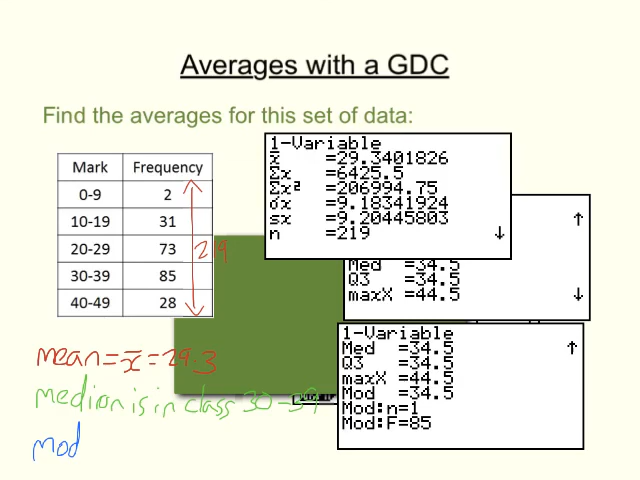 Averages with a GDC
Find the averages for this set of data:
Mark Frequency
0-9 2
10-19 31
20-29 73
30-39 85
40-49 28
219
1-Variable
x̄ =29.3401826
Σx =6425.5
Σx² =206994.75
σx =9.18341924
sx =9.20445803
n =219 ↓
↑
Med =34.5
Q3 =34.5
maxX =44.5 ↓
1-Variable
Med =34.5 ↑
Q3 =34.5
maxX =44.5
Mod =34.5
Mod:n=1
Mod:F=85
mean = x̄ = 29.3
median is in class 30-39
mod